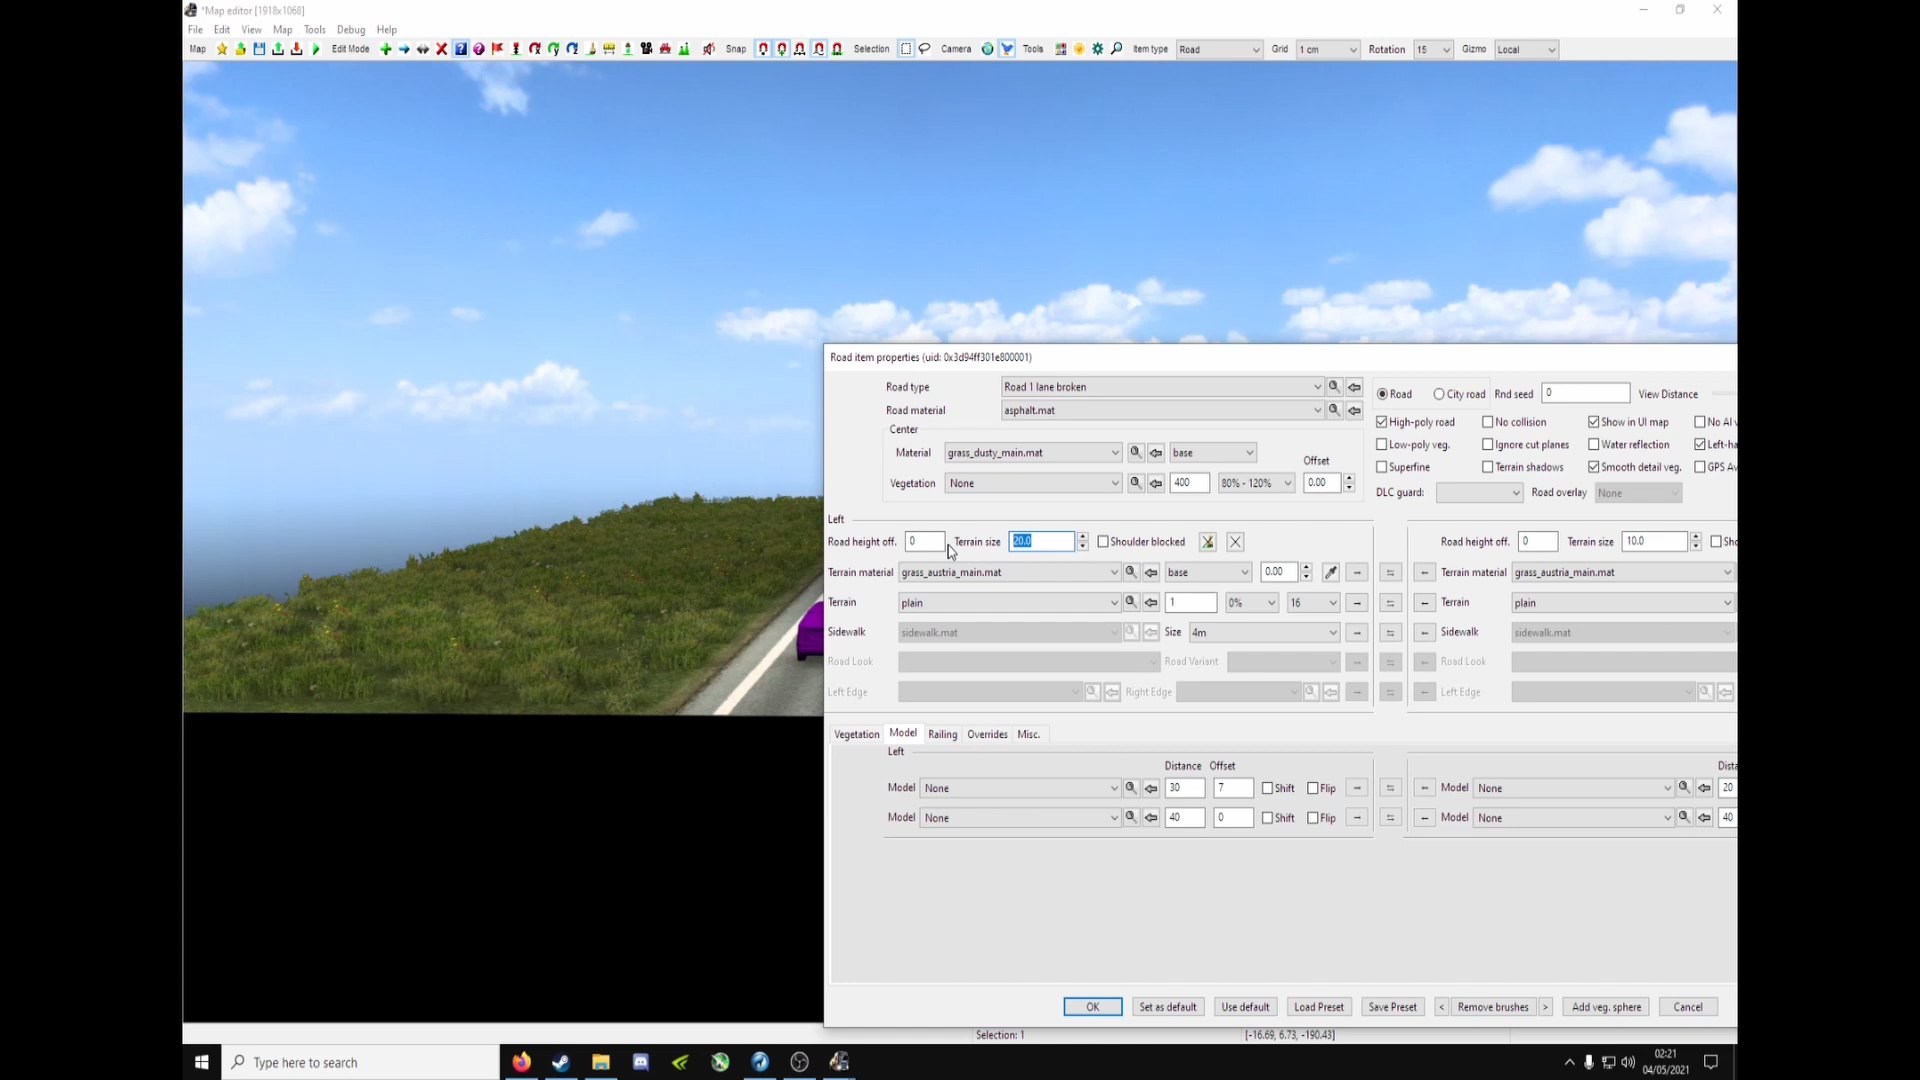 *Map editor [1918x1068]
File Edit View Map Tools Debug Help
Map Edit Mode Snap Selection Camera Tools Item type Road Grid 1 cm Rotation 15 Gizmo Local
Road item properties (uid: 0x3d94ff301e800001)
Road type Road 1 lane broken
Road City road Rnd seed 0 View Distance
Road material asphalt.mat
High-poly road No collision Show in UI map No AI
Center
Low-poly veg. Ignore cut planes Water reflection Left-ha
Material grass_dusty_main.mat base Offset
Superfine Terrain shadows Smooth detail veg. GPS Av
Vegetation None 400 80% - 120% 0.00
DLC guard: Road overlay None
Left
Road height off. 0 Terrain size 20.0 Shoulder blocked Road height off. 0 Terrain size 10.0 Sho
Terrain material grass_austria_main.mat base 0.00 Terrain material grass_austria_main.mat
Terrain plain 1 0% 16 Terrain plain
Sidewalk sidewalk.mat Size 4m Sidewalk sidewalk.mat
Road Look Road Variant Road Look
Left Edge Right Edge Left Edge
Vegetation Model Railing Overrides Misc.
Left
Distance Offset Dista
Model None 30 7 Shift Flip Model None 20
Model None 40 0 Shift Flip Model None 40
OK Set as default Use default Load Preset Save Preset < Remove brushes > Add veg. sphere Cancel
Selection: 1 [-16.69, 6.73, -190.43]
Type here to search
02:21
04/05/2021